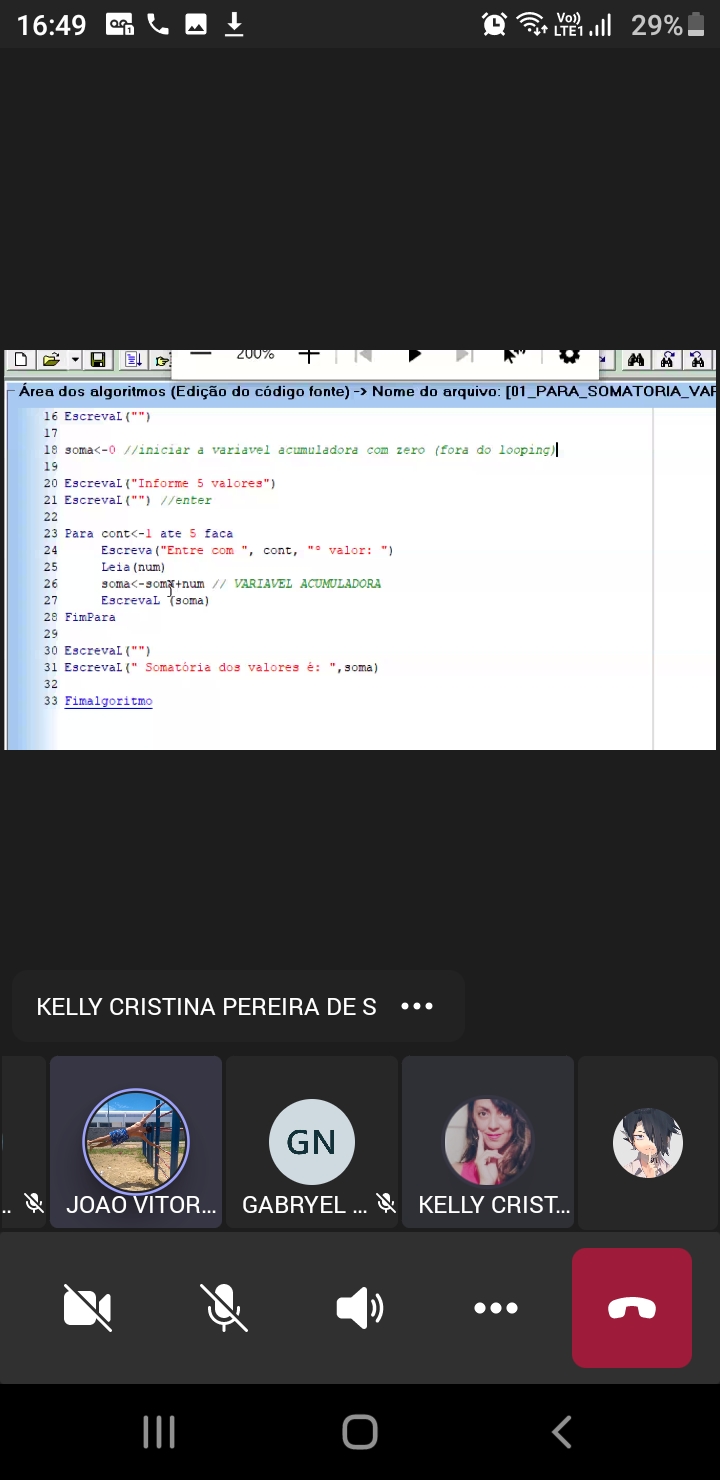 16:49
Vo))
LTE1
29%
200%
Área dos algoritmos (Edição do código fonte) -> Nome do arquivo: [01_PARA_SOMATORIA_VAR
16 EscrevaL("")
17
18 soma<-0 //iniciar a variavel acumuladora com zero (fora do looping)
19
20 EscrevaL("Informe 5 valores")
21 EscrevaL("") //enter
22
23 Para cont<-1 ate 5 faca
24 Escreva("Entre com ", cont, "º valor: ")
25 Leia(num)
26 soma<-soma+num // VARIAVEL ACUMULADORA
27 EscrevaL (soma)
28 FimPara
29
30 EscrevaL("")
31 EscrevaL(" Somatória dos valores é: ",soma)
32
33 Fimalgoritmo
KELLY CRISTINA PEREIRA DE S
GN
JOAO VITOR... GABRYEL ... KELLY CRIST...